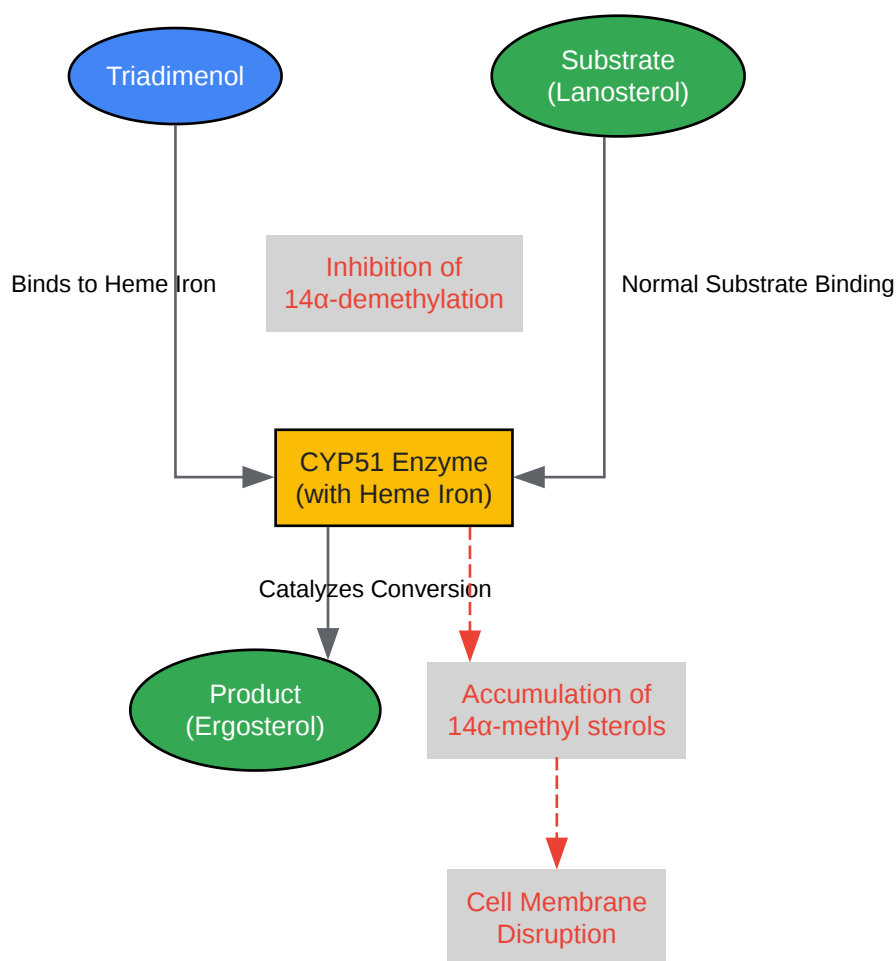 Triadimenol
Substrate
(Lanosterol)
Binds to Heme Iron
Inhibition of
14α-demethylation
Normal Substrate Binding
CYP51 Enzyme
(with Heme Iron)
Catalyzes Conversion
Product
(Ergosterol)
Accumulation of
14α-methyl sterols
Cell Membrane
Disruption